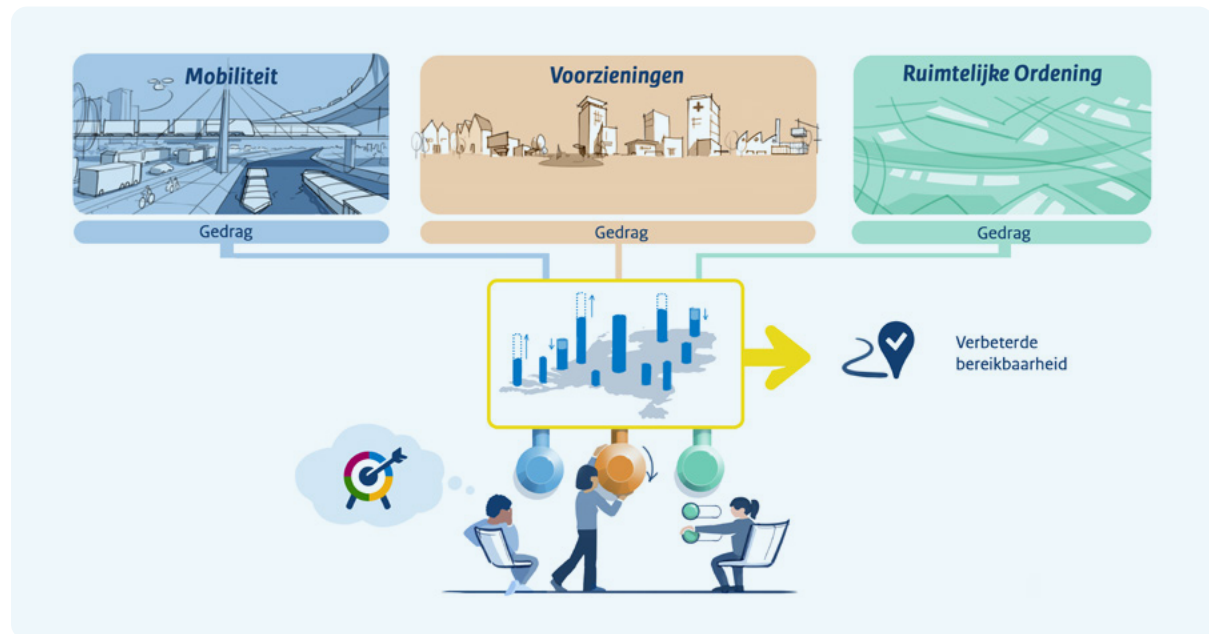 Mobiliteit
Voorzieningen
Ruimtelijke Ordening
Gedrag
Gedrag
Gedrag
Verbeterde
bereikbaarheid